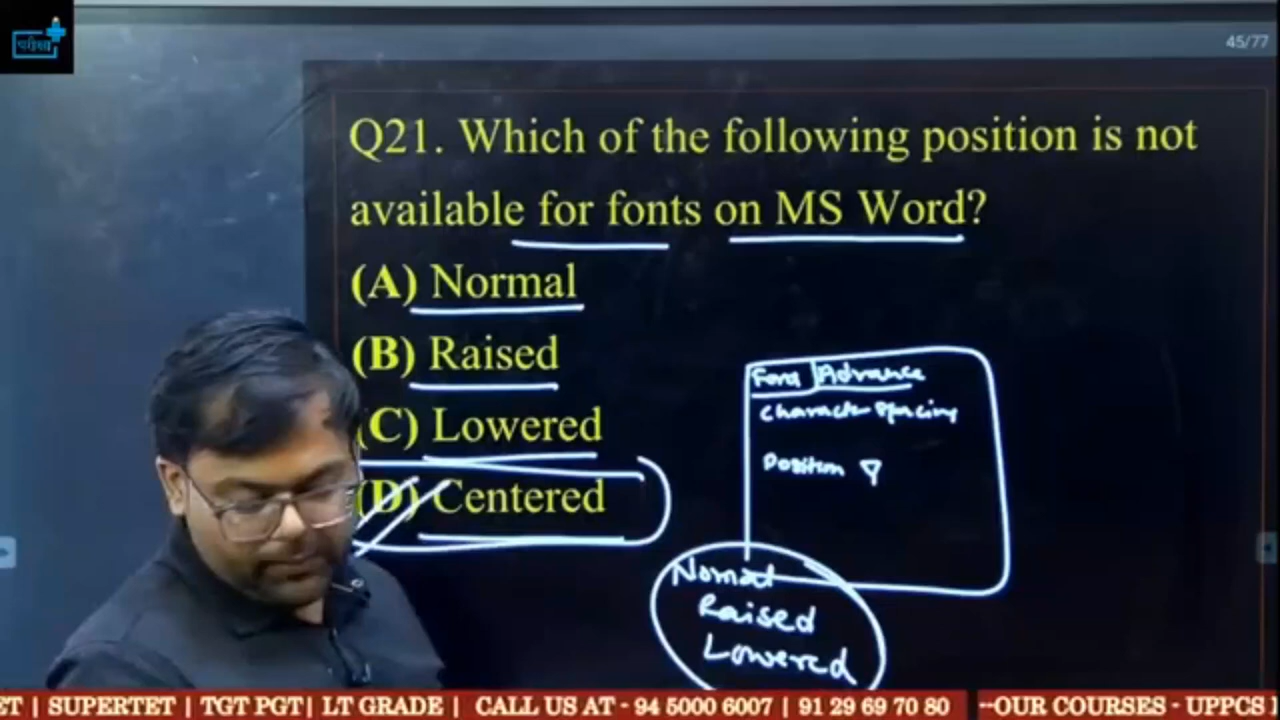 परीक्षा
45/77
Q21. Which of the following position is not
available for fonts on MS Word?
(A) Normal
(B) Raised
(C) Lowered
(D) Centered
Font Advance
Character spacing
Position
Normal
Raised
Lowered
ET | SUPERTET | TGT PGT| LT GRADE | CALL US AT - 94 5000 6007 | 91 29 69 70 80 --OUR COURSES - UPPCS